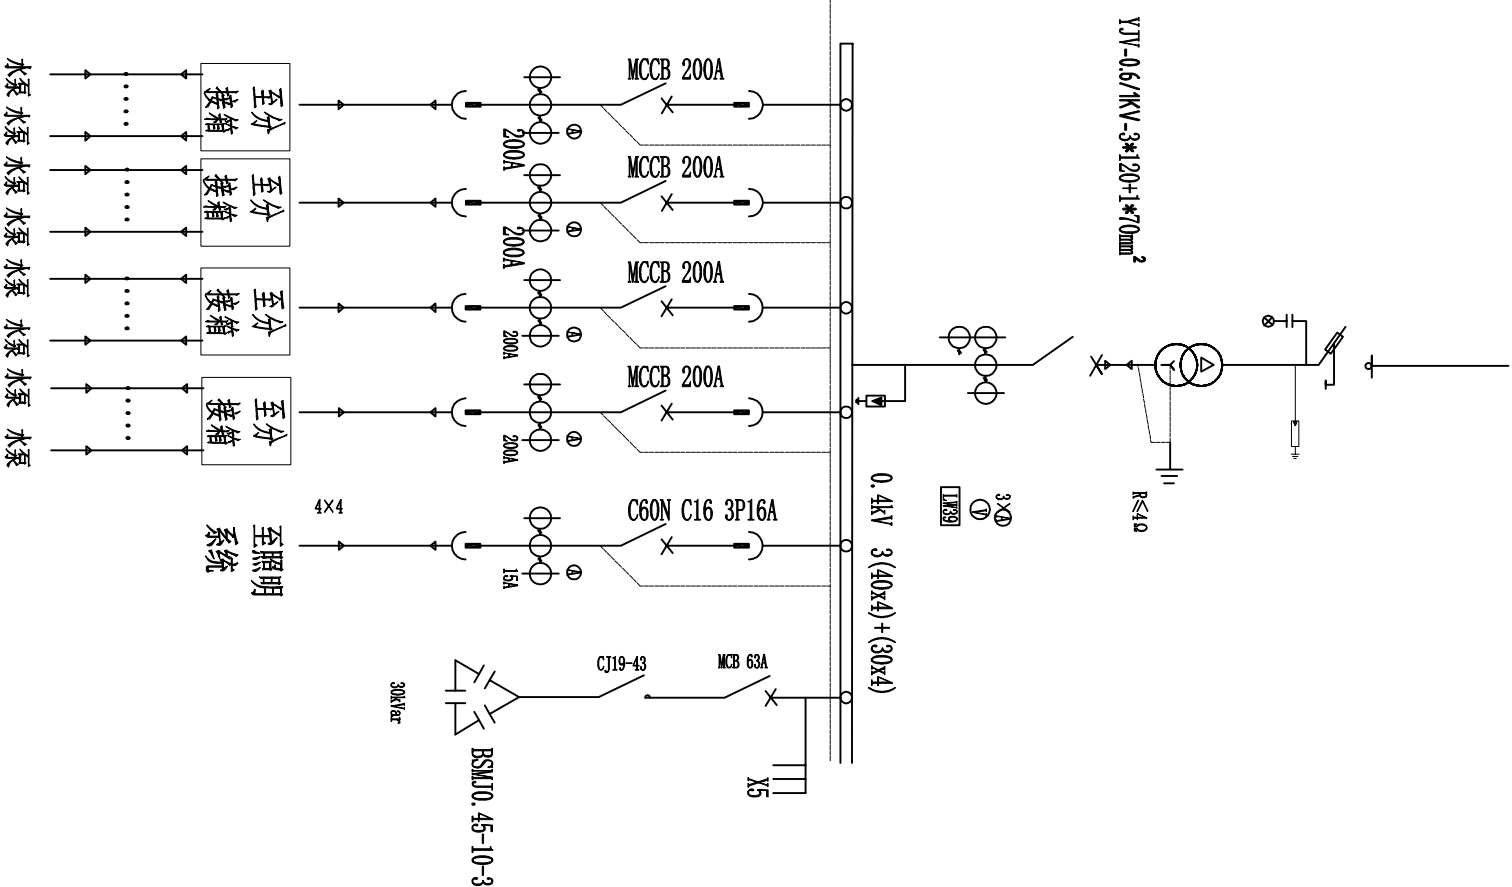 YJV-0.6/1KV-3*120+1*70mm²
R≤4Ω
3×A
V
LW39
0.4kV 3(40x4)+(30x4)
MCCB 200A
A
200A
至分
接箱
水泵
水泵
MCCB 200A
A
200A
至分
接箱
水泵
水泵
MCCB 200A
A
200A
至分
接箱
水泵
水泵
MCCB 200A
A
200A
至分
接箱
水泵
水泵
C60N C16 3P16A
A
15A
4×4
至照明
系统
MCB 63A
CJ19-43
X5
30kVar
BSMJ0.45-10-3